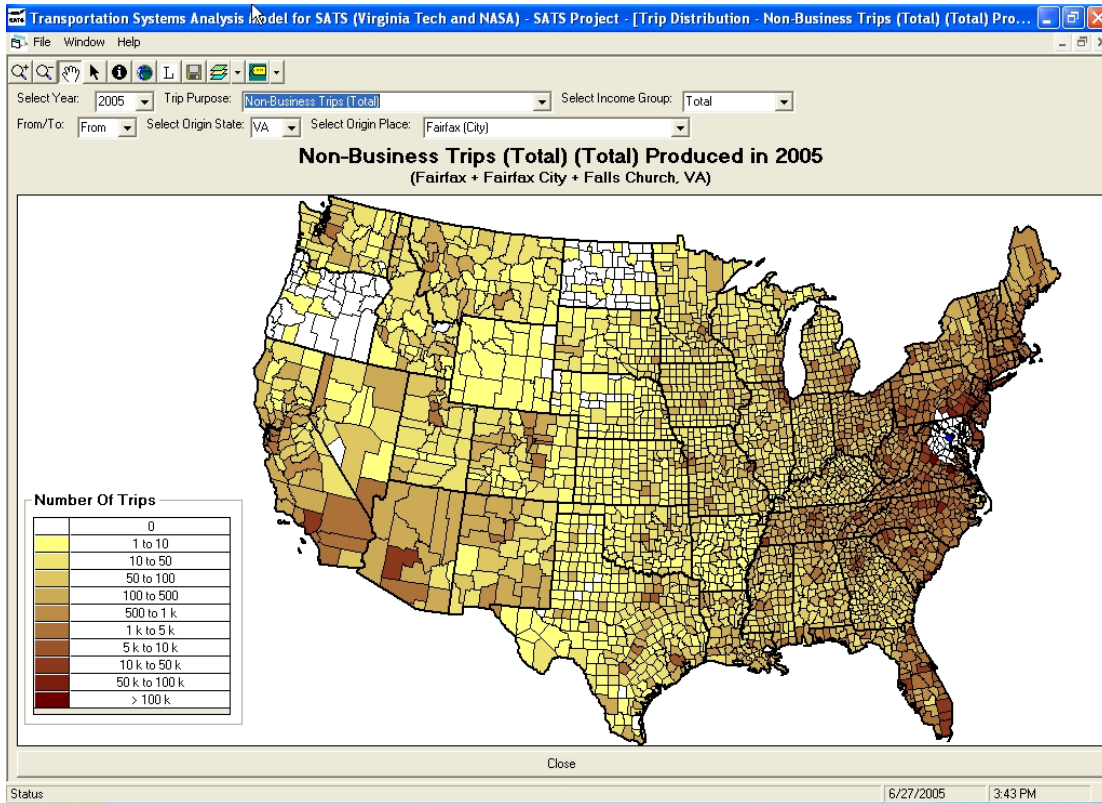 Transportation Systems Analysis Model for SATS (Virginia Tech and NASA) - SATS Project - [Trip Distribution - Non-Business Trips (Total) (Total) Pro...
File Window Help
L
Select Year: 2005 Trip Purpose: Non-Business Trips (Total) Select Income Group: Total
From/To: From Select Origin State: VA Select Origin Place: Fairfax (City)
Non-Business Trips (Total) (Total) Produced in 2005
(Fairfax + Fairfax City + Falls Church, VA)
Number Of Trips
0
1 to 10
10 to 50
50 to 100
100 to 500
500 to 1 k
1 k to 5 k
5 k to 10 k
10 k to 50 k
50 k to 100 k
> 100 k
Close
Status 6/27/2005 3:43 PM